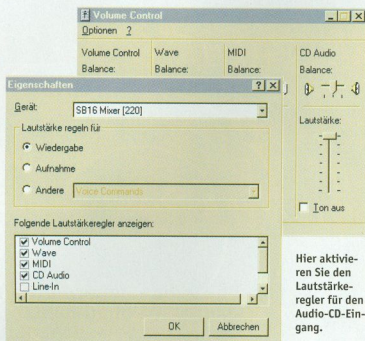 Volume Control
Optionen ?
Volume Control Wave MIDI CD Audio
Balance: Balance: Balance: Balance:
Lautstärke:
Ton aus
Eigenschaften
Gerät: SB16 Mixer [220]
Lautstärke regeln für
Wiedergabe
Aufnahme
Andere Voice Commands
Folgende Lautstärkeregler anzeigen:
Volume Control
Wave
MIDI
CD Audio
Line-In
OK Abbrechen
Hier aktivie-
ren Sie den
Lautstärke-
regler für den
Audio-CD-Ein-
gang.